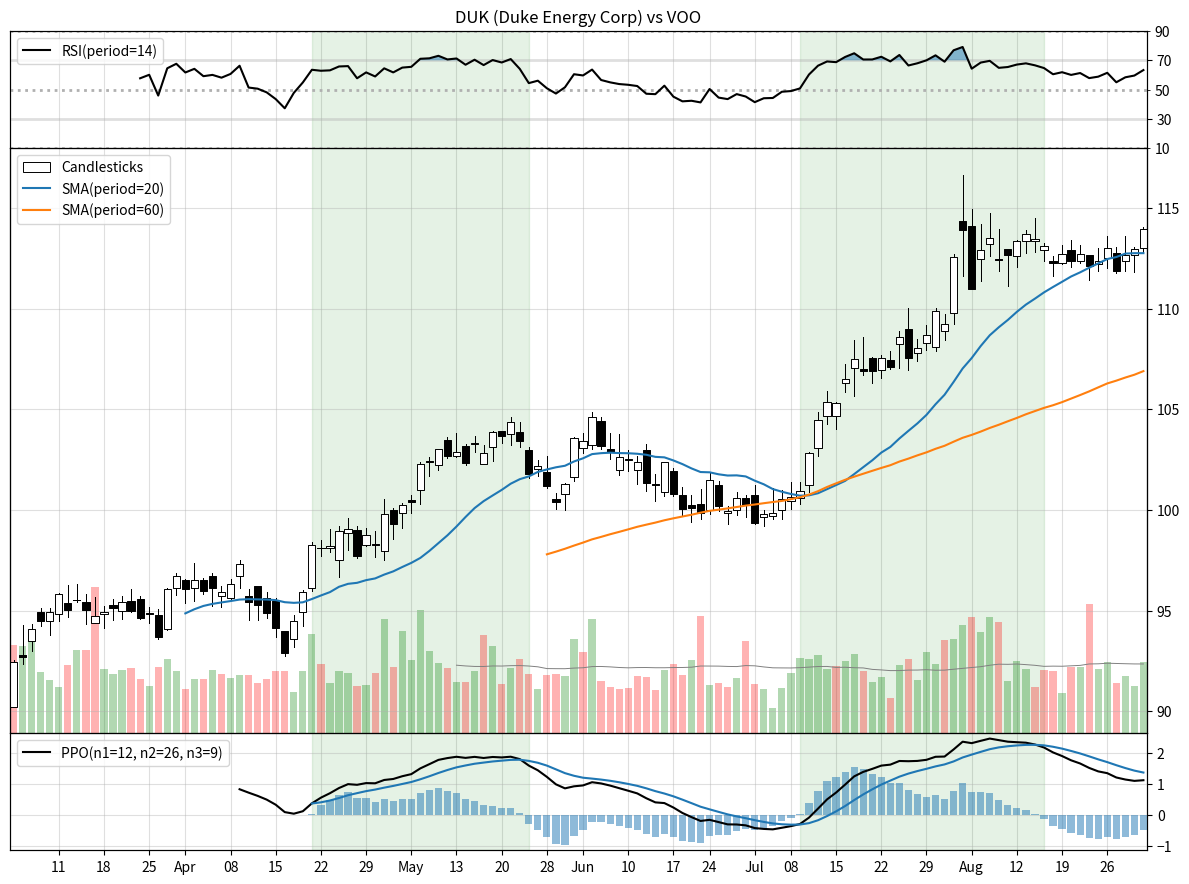 DUK (Duke Energy Corp) vs VOO
RSI(period=14)
90
70
50
30
10
Candlesticks
SMA(period=20)
SMA(period=60)
115
110
105
100
95
90
PPO(n1=12, n2=26, n3=9)
2
1
0
−1
11 18 25 Apr 08 15 22 29 May 13 20 28 Jun 10 17 24 Jul 08 15 22 29 Aug 12 19 26